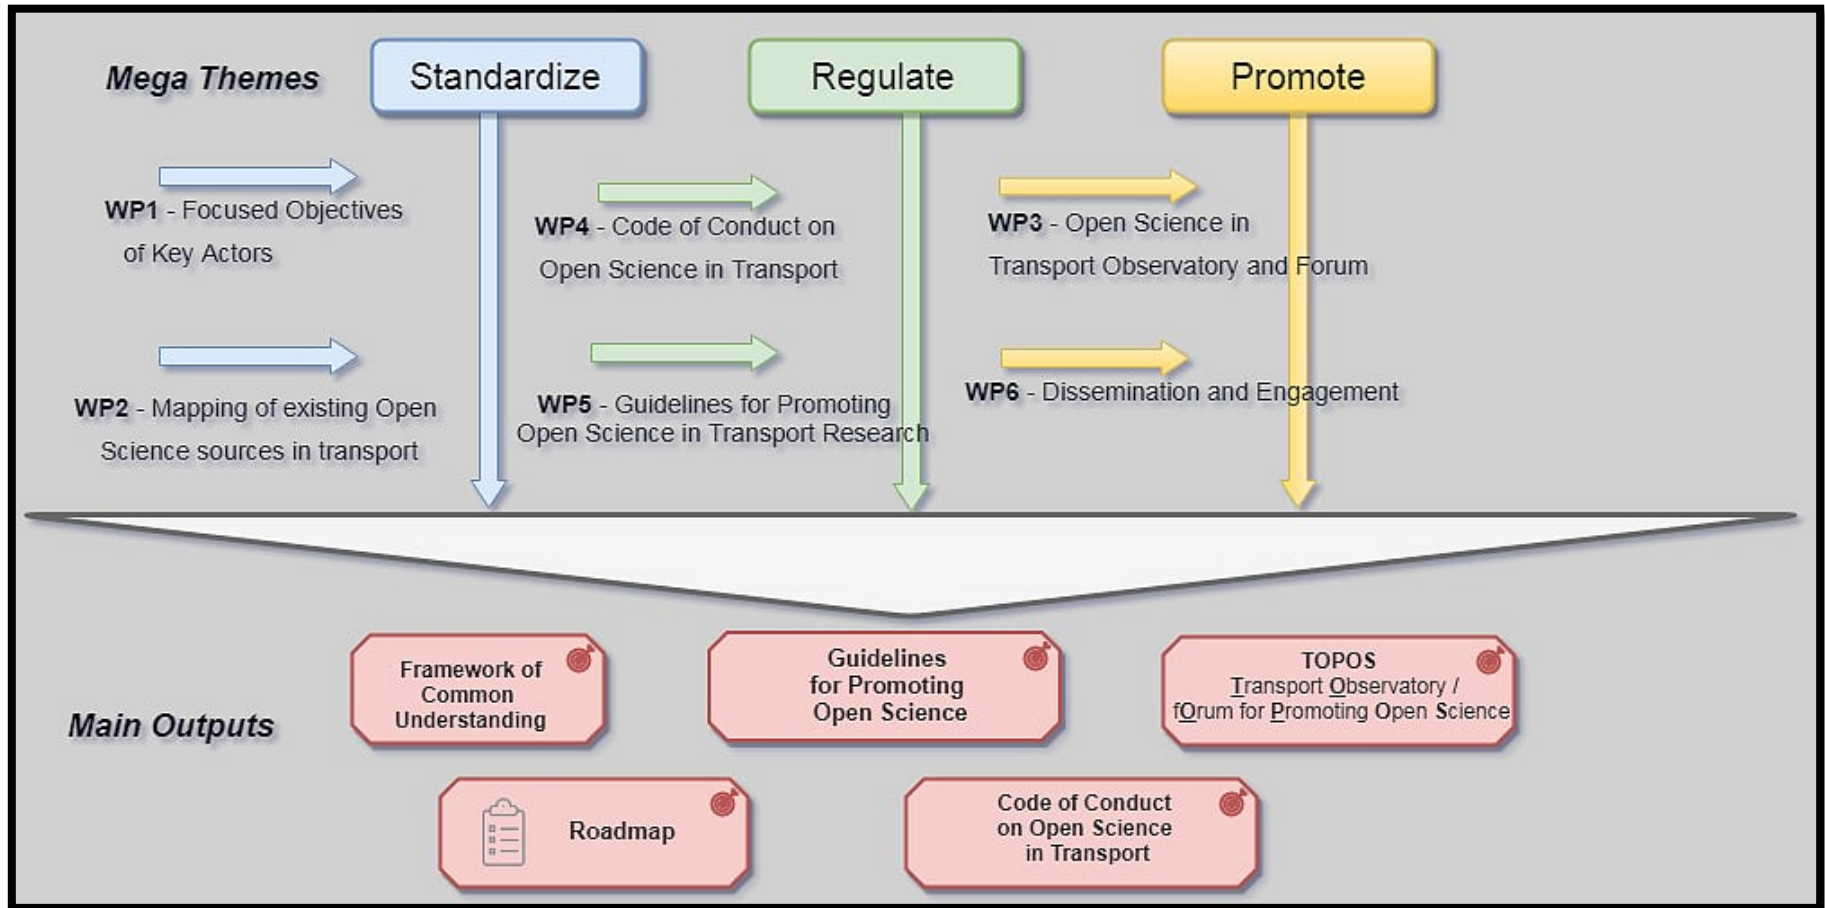 Mega Themes
Standardize
Regulate
Promote
WP1 - Focused Objectives
of Key Actors
WP4 - Code of Conduct on
Open Science in Transport
WP3 - Open Science in
Transport Observatory and Forum
WP2 - Mapping of existing Open
Science sources in transport
WP5 - Guidelines for Promoting
Open Science in Transport Research
WP6 - Dissemination and Engagement
Main Outputs
Framework of
Common
Understanding
Guidelines
for Promoting
Open Science
TOPOS
Transport Observatory /
fOrum for Promoting Open Science
Roadmap
Code of Conduct
on Open Science
in Transport